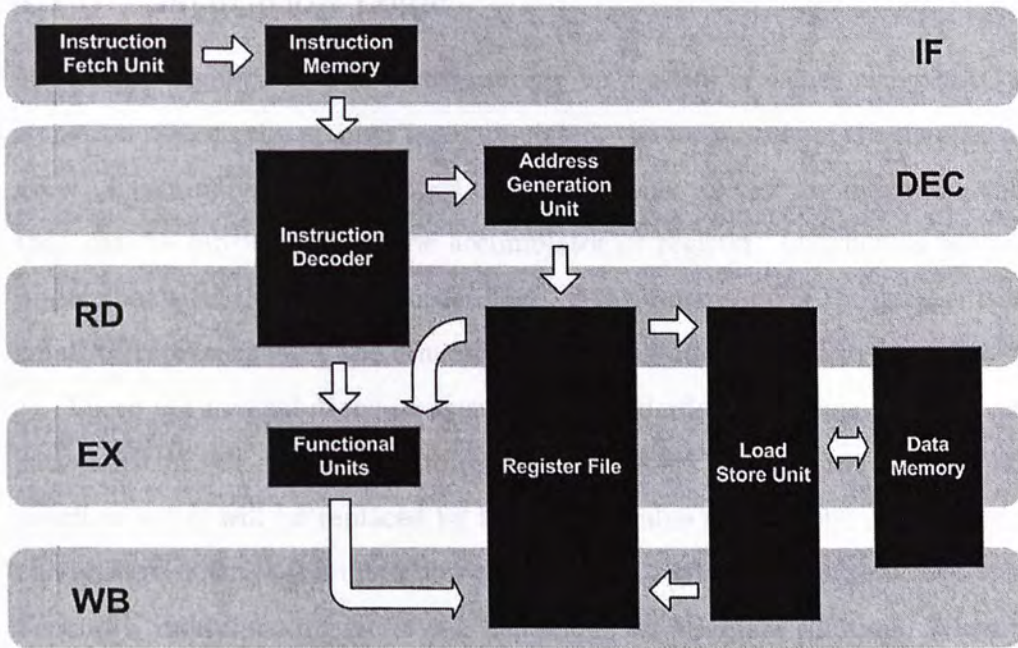 Instruction
Fetch Unit
Instruction
Memory
IF
Address
Generation
Unit
DEC
Instruction
Decoder
RD
EX
Functional
Units
Register File
Load
Store Unit
Data
Memory
WB